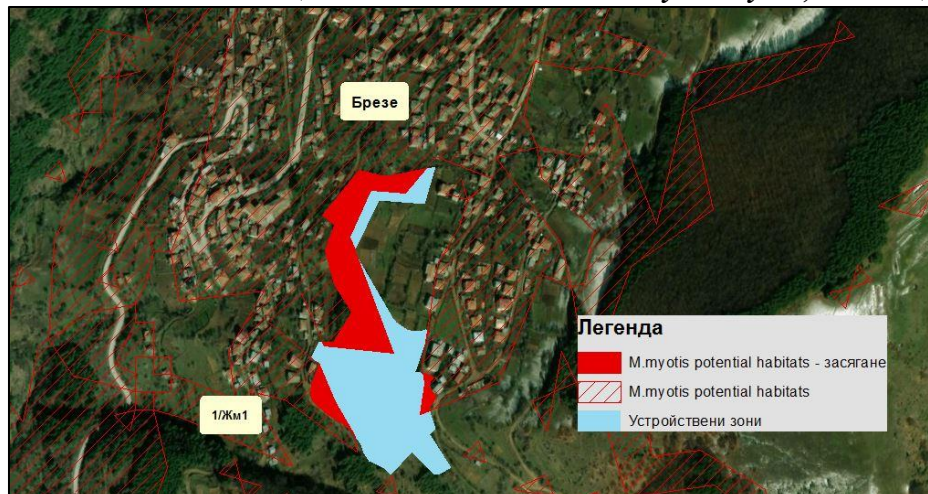 Брезе
Легенда
M.myotis potential habitats - засягане
M.myotis potential habitats
1/Жм1
Устройствени зони